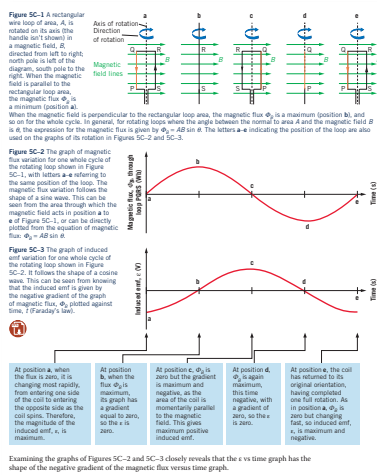 Figure 5C–1 A rectangular
wire loop of area, A, is
rotated on its axis (the
handle isn't shown) in
a magnetic field, B,
directed from left to right;
north pole is left of the
diagram, south pole to the
right. When the magnetic
field is parallel to the
rectangular loop area,
the magnetic flux ΦB is
a minimum (position a).
Axis of rotation
Direction
of rotation
a
b
c
d
e
Q R
R
R Q
Q
Q R
Magnetic
field lines
B
B
B
P S
S
S P
P
P S
When the magnetic field is perpendicular to the rectangular loop area, the magnetic flux ΦB is a maximum (position b), and
so on for the whole cycle. In general, for rotating loops where the angle between the normal to area A and the magnetic field B
is θ, the expression for the magnetic flux is given by ΦB = AB sin θ. The letters a–e indicating the position of the loop are also
used on the graphs of its rotation in Figures 5C–2 and 5C–3.
Figure 5C–2 The graph of
magnetic flux variation for one whole cycle
of the rotating loop shown in Figure
5C–1, with letters a–e referring to
the same position of the loop. The
magnetic flux variation follows the
shape of a sine wave. This can be
seen from the area through which the
magnetic field acts in position a to
e of Figure 5C–1, or can be directly
plotted from the equation of magnetic
flux: ΦB = AB sin θ.
Magnetic flux, ΦB, through
loop PQRS (Wb)
a
b
c
d
e
Time (s)
Figure 5C–3 The graph of induced
emf variation for one whole cycle of
the rotating loop shown in Figure
5C–2. It follows the shape of a cosine
wave. This can be seen from knowing
that the induced emf is given by
the negative gradient of the graph
of magnetic flux, ΦB plotted against
time, t (Faraday's law).
Induced emf, ε (V)
a
b
c
d
e
Time (s)
At position a, when
the flux is zero, it is
changing most rapidly,
from entering one side
of the coil to entering
the opposite side as the
coil spins. Therefore,
the magnitude of the
induced emf, ε, is
maximum.
At position
b, when the
flux ΦB is
maximum,
its graph has
a gradient
equal to zero,
so the ε is
zero.
At position c, ΦB is
zero but the gradient
is maximum and
negative, as the
area of the coil is
momentarily parallel
to the magnetic
field. This gives
maximum positive
induced emf.
At position d,
ΦB is again
maximum,
this time
negative, with
a gradient of
zero, so the ε
is zero.
At position e, the coil
has returned to its
original orientation,
having completed
one full rotation. As
in position a, ΦB is
zero but changing
fast, so induced emf,
ε, is maximum and
negative.
Examining the graphs of Figures 5C–2 and 5C–3 closely reveals that the ε vs time graph has the
shape of the negative gradient of the magnetic flux versus time graph.